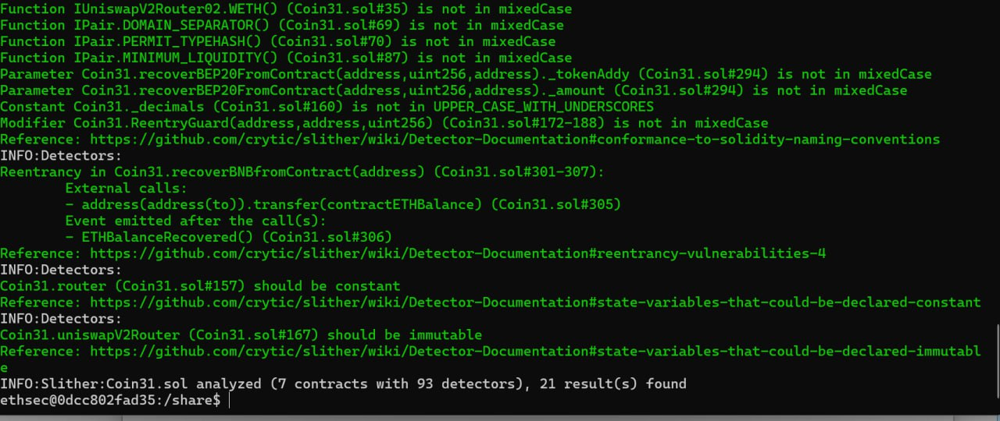 Function IUniswapV2Router02.WETH() (Coin31.sol#35) is not in mixedCase
Function IPair.DOMAIN_SEPARATOR() (Coin31.sol#69) is not in mixedCase
Function IPair.PERMIT_TYPEHASH() (Coin31.sol#70) is not in mixedCase
Function IPair.MINIMUM_LIQUIDITY() (Coin31.sol#87) is not in mixedCase
Parameter Coin31.recoverBEP20FromContract(address,uint256,address)._tokenAddy (Coin31.sol#294) is not in mixedCase
Parameter Coin31.recoverBEP20FromContract(address,uint256,address)._amount (Coin31.sol#294) is not in mixedCase
Constant Coin31._decimals (Coin31.sol#160) is not in UPPER_CASE_WITH_UNDERSCORES
Modifier Coin31.ReentryGuard(address,address,uint256) (Coin31.sol#172-188) is not in mixedCase
Reference: https://github.com/crytic/slither/wiki/Detector-Documentation#conformance-to-solidity-naming-conventions
INFO:Detectors:
Reentrancy in Coin31.recoverBNBfromContract(address) (Coin31.sol#301-307):
        External calls:
        - address(address(to)).transfer(contractETHBalance) (Coin31.sol#305)
        Event emitted after the call(s):
        - ETHBalanceRecovered() (Coin31.sol#306)
Reference: https://github.com/crytic/slither/wiki/Detector-Documentation#reentrancy-vulnerabilities-4
INFO:Detectors:
Coin31.router (Coin31.sol#157) should be constant
Reference: https://github.com/crytic/slither/wiki/Detector-Documentation#state-variables-that-could-be-declared-constant
INFO:Detectors:
Coin31.uniswapV2Router (Coin31.sol#167) should be immutable
Reference: https://github.com/crytic/slither/wiki/Detector-Documentation#state-variables-that-could-be-declared-immutabl
e
INFO:Slither:Coin31.sol analyzed (7 contracts with 93 detectors), 21 result(s) found
ethsec@0dcc802fad35:/share$